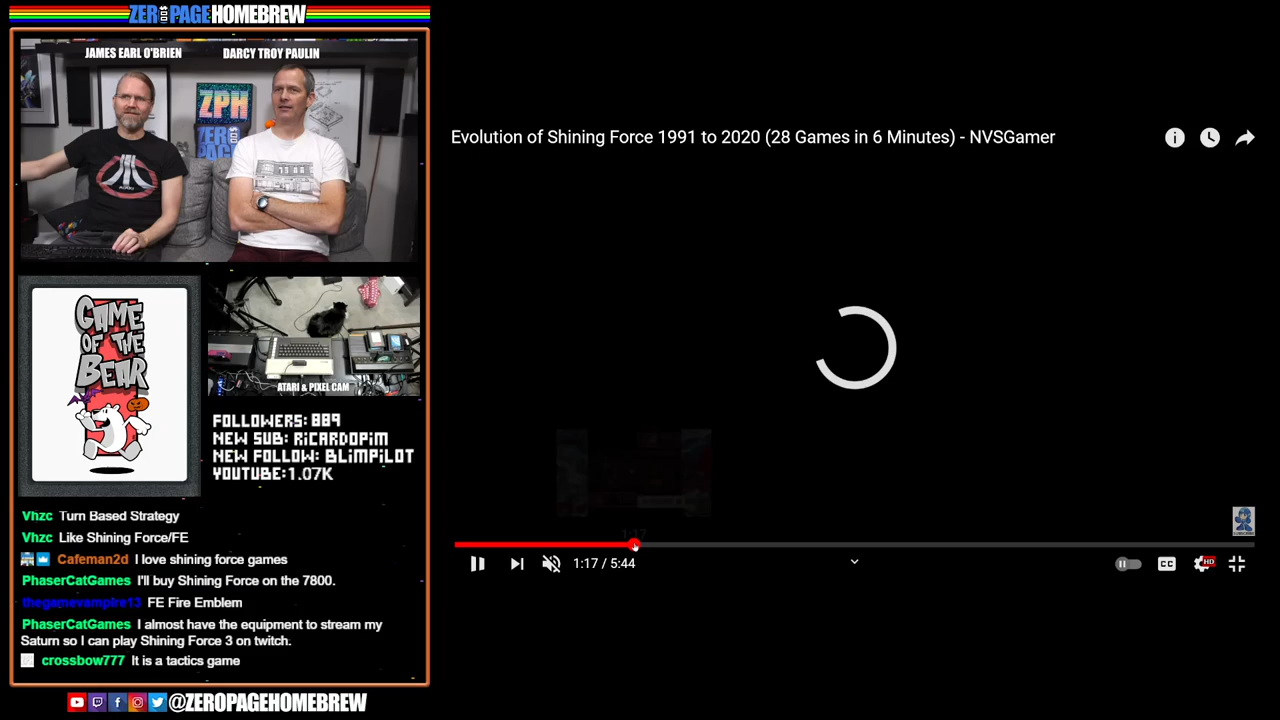 ZEROPAGEHOMEBREW
JAMES EARL O'BRIEN
DARCY TROY PAULIN
ATARI
ZPH
GAME
OF THE
BEAR
ATARI & PIXEL CAM
FOLLOWERS: 889
NEW SUB: RICARDOPIM
NEW FOLLOW: BLIMPILOT
YOUTUBE:1.07K
Vhzc Turn Based Strategy
Vhzc Like Shining Force/FE
Cafeman2d I love shining force games
PhaserCatGames I'll buy Shining Force on the 7800.
thegamevampire13 FE Fire Emblem
PhaserCatGames I almost have the equipment to stream my
Saturn so I can play Shining Force 3 on twitch.
crossbow777 It is a tactics game
@ZEROPAGEHOMEBREW
Evolution of Shining Force 1991 to 2020 (28 Games in 6 Minutes) - NVSGamer
1:17 / 5:44
CC
HD